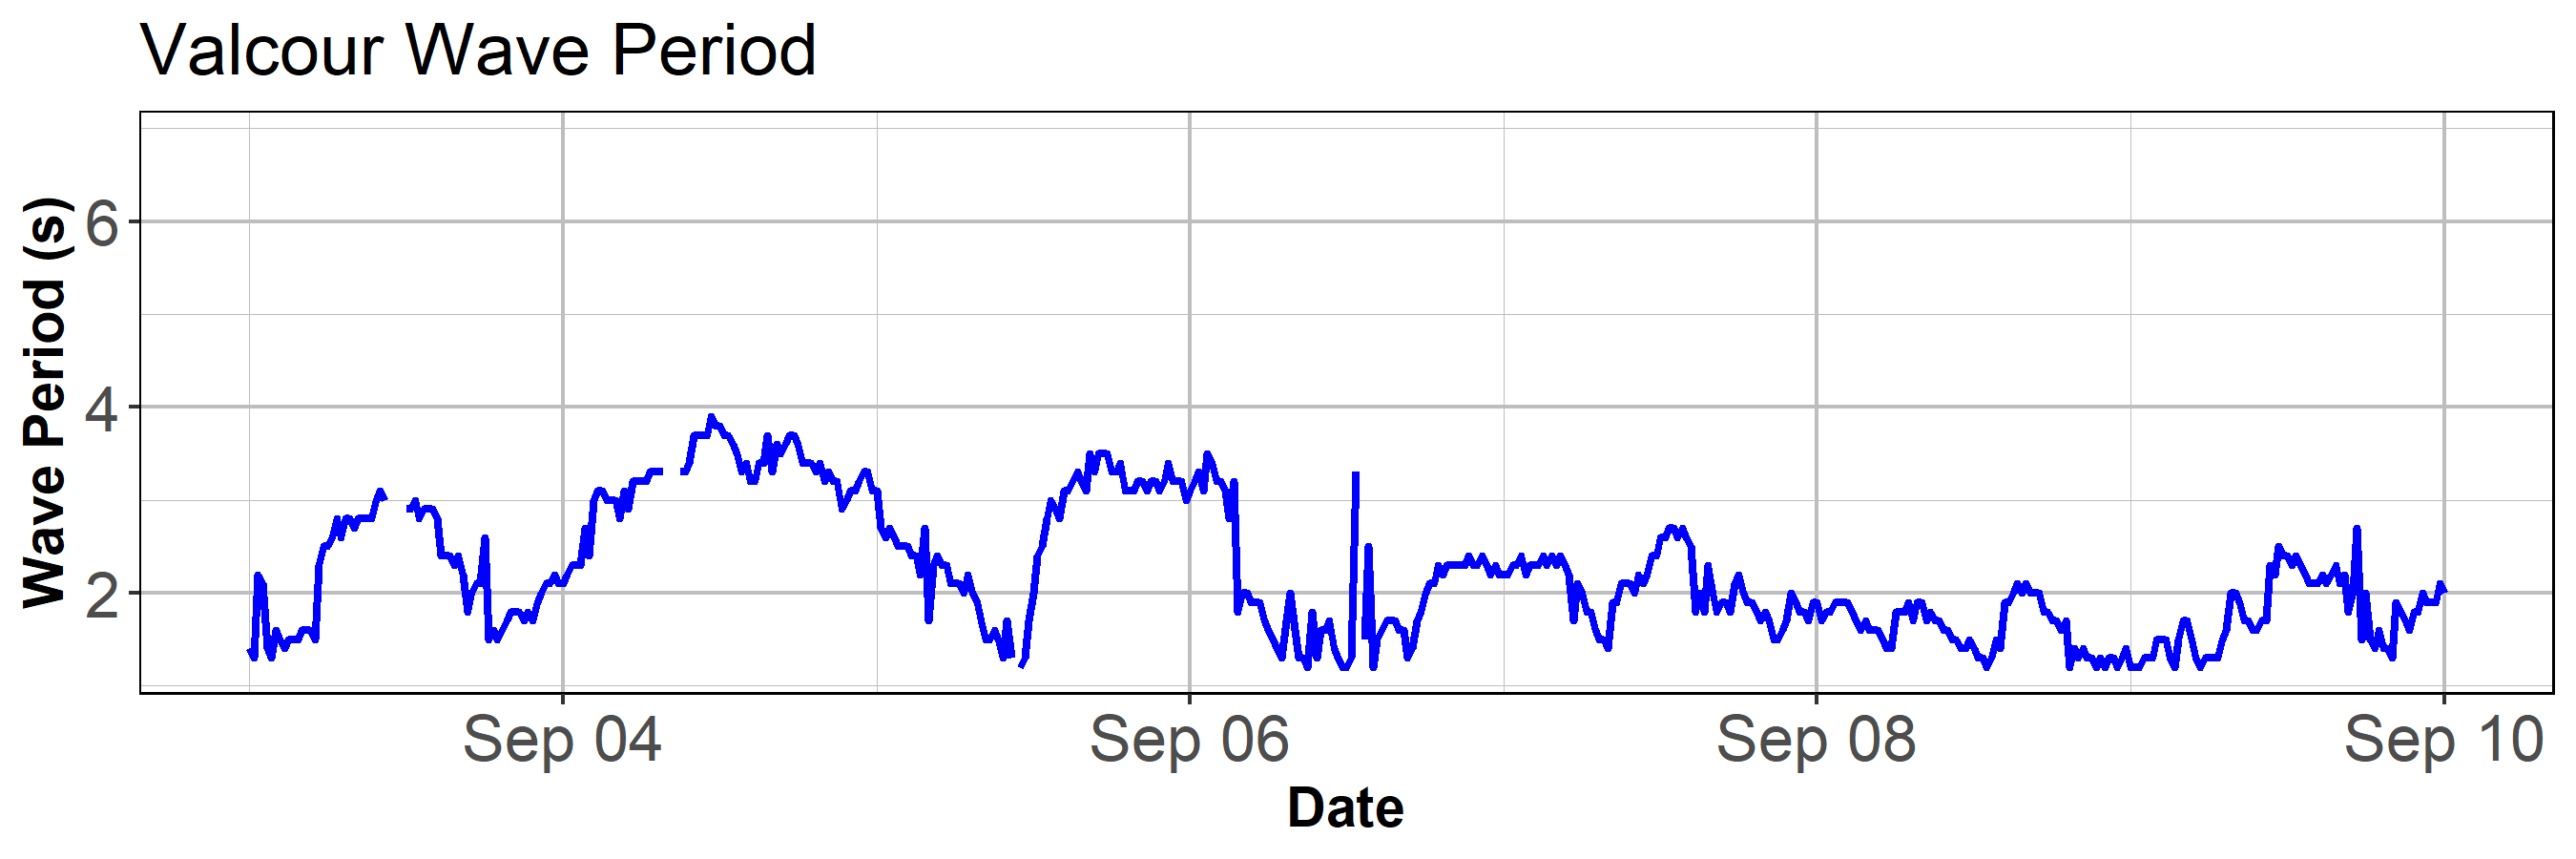 Valcour Wave Period
Wave Period (s)
6
4
2
Sep 04
Sep 06
Sep 08
Sep 10
Date